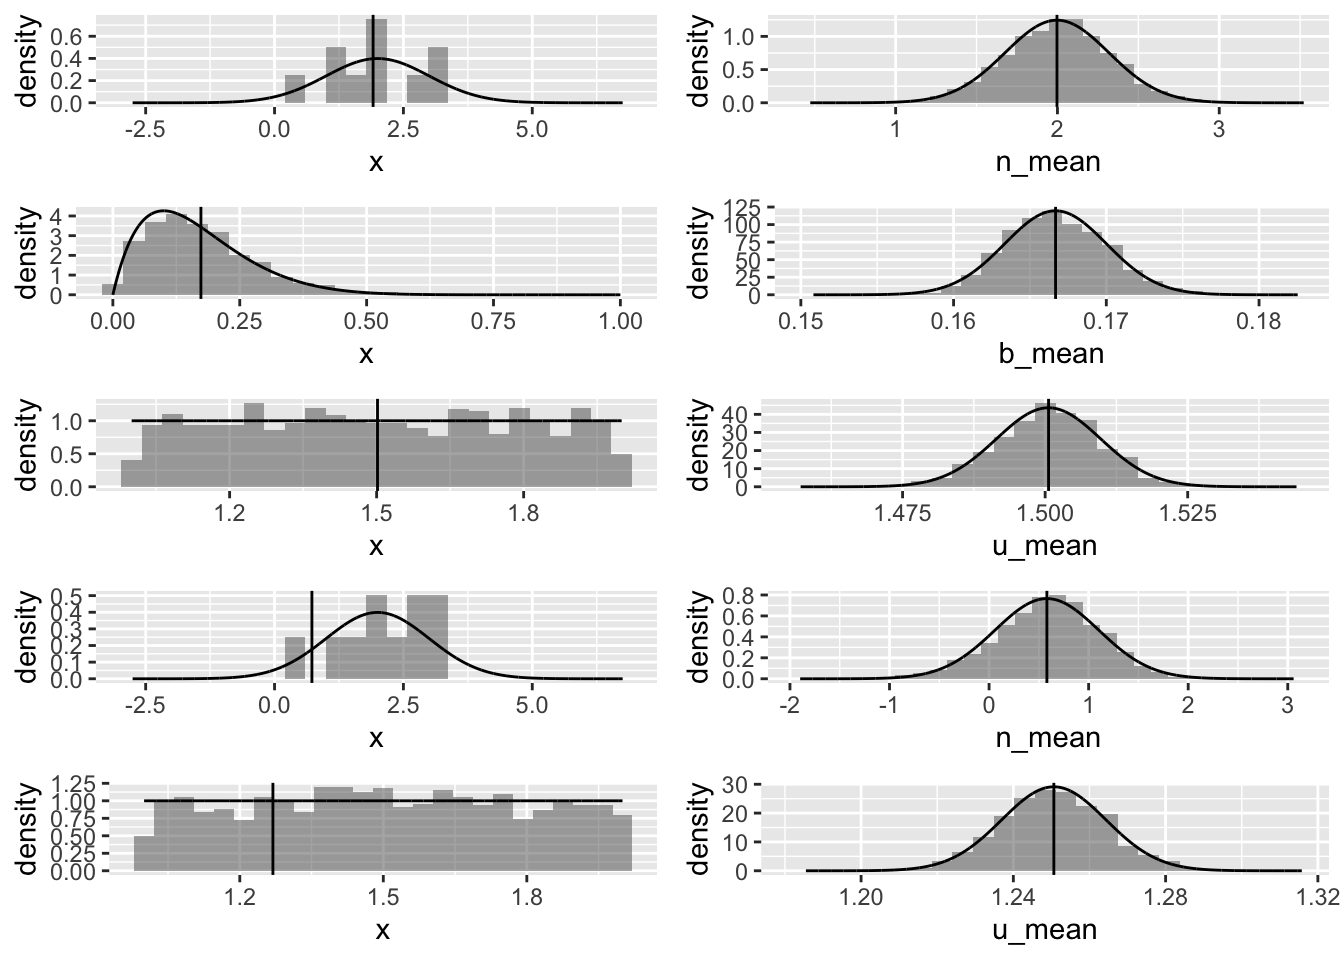 density
0.6
0.4
0.2
0.0
-2.5 0.0 2.5 5.0
x
density
1.0
0.5
0.0
1 2 3
n_mean
density
4
3
2
1
0
0.00 0.25 0.50 0.75 1.00
x
density
125
100
75
50
25
0
0.15 0.16 0.17 0.18
b_mean
density
1.0
0.5
0.0
1.2 1.5 1.8
x
density
40
30
20
10
0
1.475 1.500 1.525
u_mean
density
0.5
0.4
0.3
0.2
0.1
0.0
-2.5 0.0 2.5 5.0
x
density
0.8
0.6
0.4
0.2
0.0
-2 -1 0 1 2 3
n_mean
density
1.25
1.00
0.75
0.50
0.25
0.00
1.2 1.5 1.8
x
density
30
20
10
0
1.20 1.24 1.28 1.32
u_mean